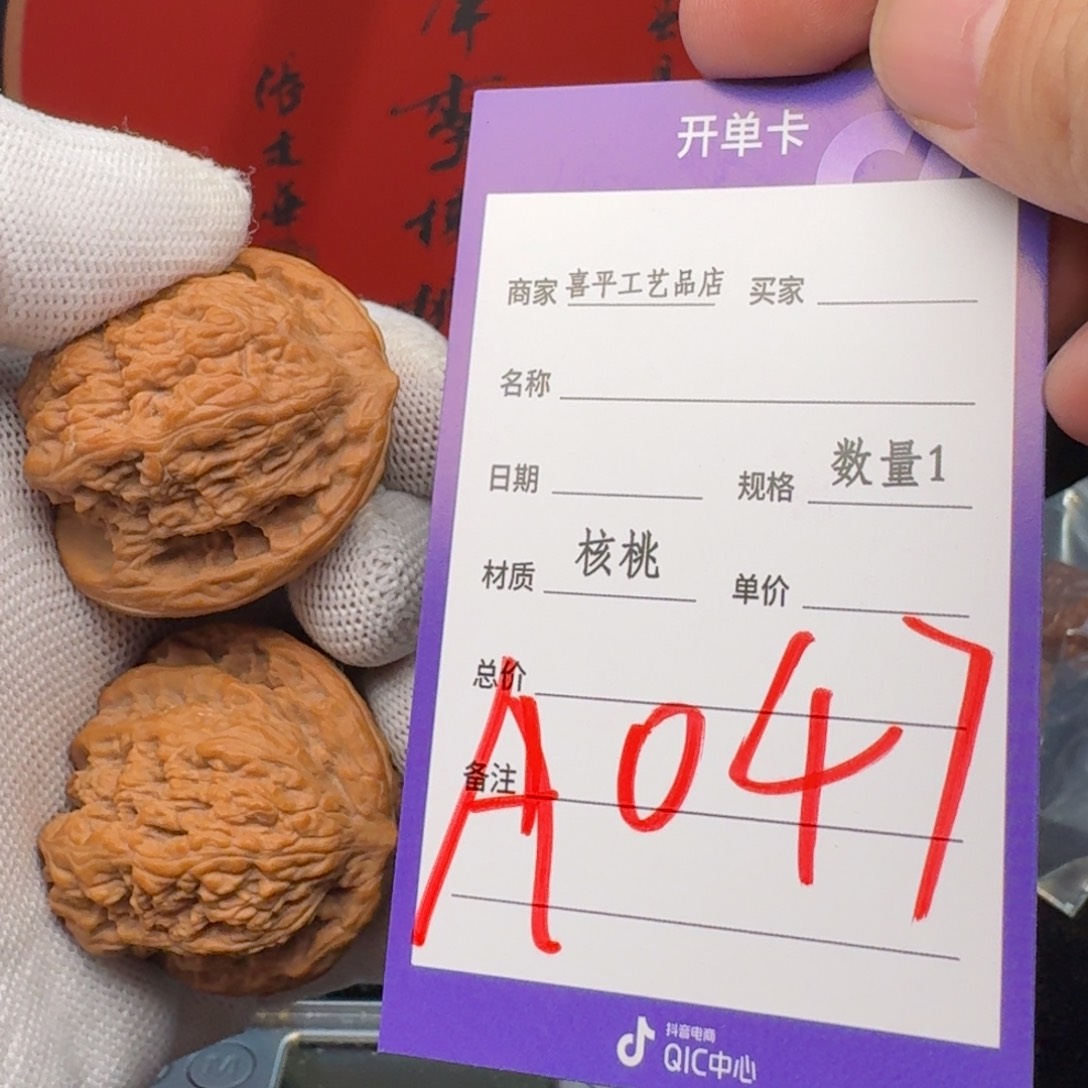 开单卡
商家 喜平工艺品店 买家
名称
日期 规格 数量1
材质 核桃 单价
总价
A047
备注
抖音电商
QIC中心